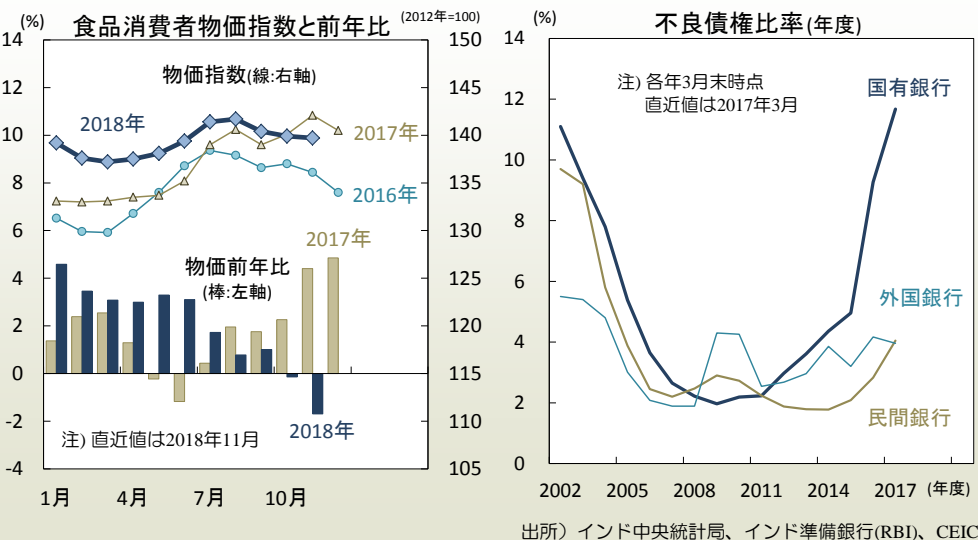 食品消費者物価指数と前年比
(%)
(2012年=100)
物価指数(線:右軸)
2018年
2017年
2016年
2017年
物価前年比
(棒:左軸)
2018年
注) 直近値は2018年11月
14
12
10
8
6
4
2
0
-2
-4
150
145
140
135
130
125
120
115
110
105
1月
4月
7月
10月
不良債権比率(年度)
(%)
注) 各年3月末時点
直近値は2017年3月
国有銀行
外国銀行
民間銀行
14
12
10
8
6
4
2
0
2002
2005
2008
2011
2014
2017
(年度)
出所）インド中央統計局、インド準備銀行(RBI)、CEIC